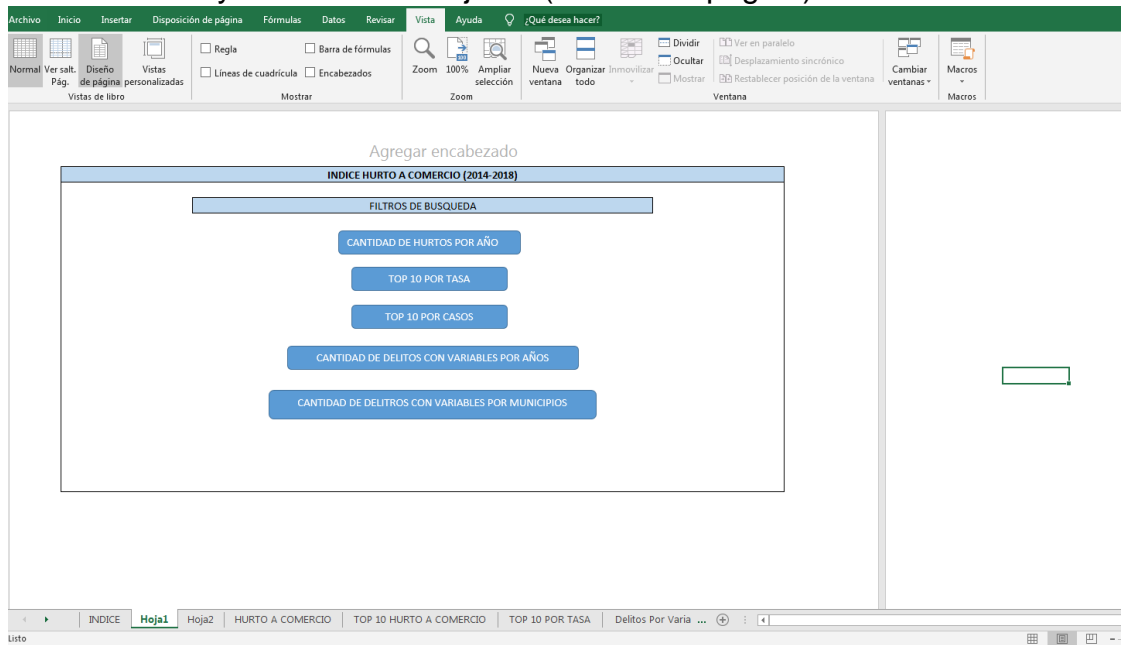 Archivo Inicio Insertar Disposición de página Fórmulas Datos Revisar Vista Ayuda ¿Qué desea hacer?
Normal Ver salt. Pág. Diseño de página Vistas personalizadas
Vistas de libro
Regla Barra de fórmulas
Líneas de cuadrícula Encabezados
Mostrar
Zoom 100% Ampliar selección
Zoom
Nueva ventana Organizar todo Inmovilizar
Dividir Ver en paralelo
Ocultar Desplazamiento sincrónico
Mostrar Restablecer posición de la ventana
Ventana
Cambiar ventanas
Macros
Macros
Agregar encabezado
INDICE HURTO A COMERCIO (2014-2018)
FILTROS DE BUSQUEDA
CANTIDAD DE HURTOS POR AÑO
TOP 10 POR TASA
TOP 10 POR CASOS
CANTIDAD DE DELITOS CON VARIABLES POR AÑOS
CANTIDAD DE DELITROS CON VARIABLES POR MUNICIPIOS
INDICE Hoja1 Hoja2 HURTO A COMERCIO TOP 10 HURTO A COMERCIO TOP 10 POR TASA Delitos Por Varia ...
Listo